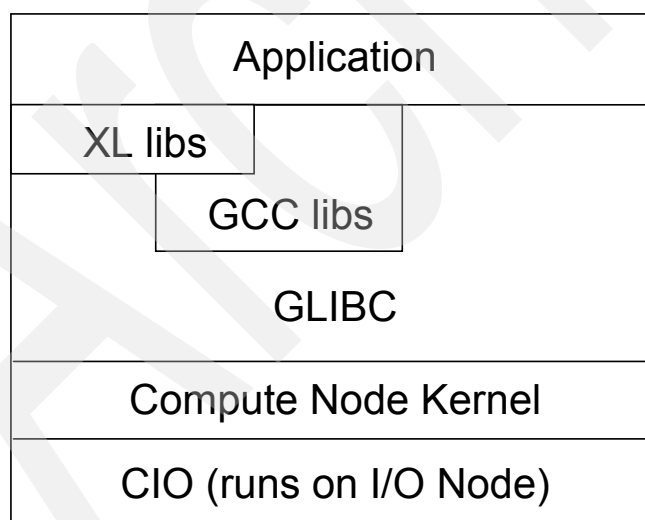 Application
XL libs
GCC libs
GLIBC
Compute Node Kernel
CIO (runs on I/O Node)